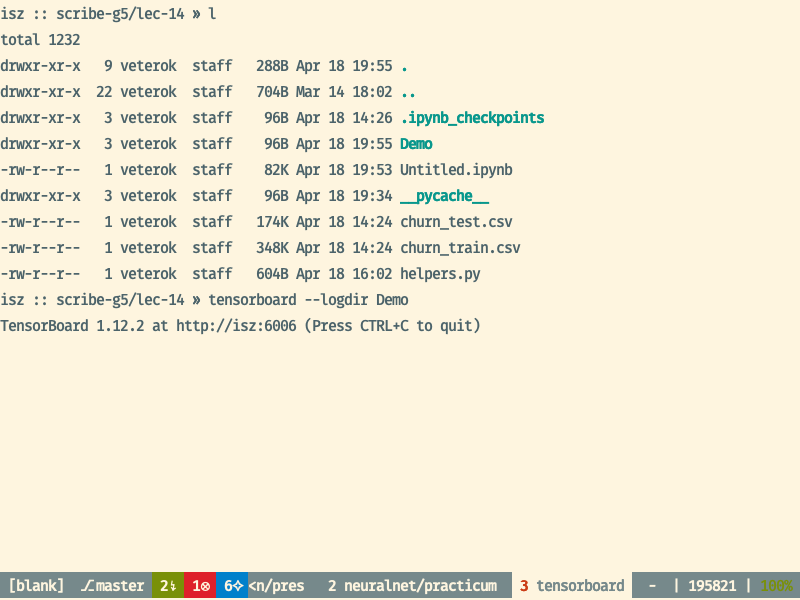 isz :: scribe-g5/lec-14 » l
total 1232
drwxr-xr-x   9 veterok  staff   288B Apr 18 19:55 .
drwxr-xr-x  22 veterok  staff   704B Mar 14 18:02 ..
drwxr-xr-x   3 veterok  staff    96B Apr 18 14:26 .ipynb_checkpoints
drwxr-xr-x   3 veterok  staff    96B Apr 18 19:55 Demo
-rw-r--r--   1 veterok  staff    82K Apr 18 19:53 Untitled.ipynb
drwxr-xr-x   3 veterok  staff    96B Apr 18 19:34 __pycache__
-rw-r--r--   1 veterok  staff   174K Apr 18 14:24 churn_test.csv
-rw-r--r--   1 veterok  staff   348K Apr 18 14:24 churn_train.csv
-rw-r--r--   1 veterok  staff   604B Apr 18 16:02 helpers.py
isz :: scribe-g5/lec-14 » tensorboard --logdir Demo
TensorBoard 1.12.2 at http://isz:6006 (Press CTRL+C to quit)
[blank] ⎇master 2↯ 1⊗ 6✧ <n/pres 2 neuralnet/practicum 3 tensorboard - | 195821 | 100%